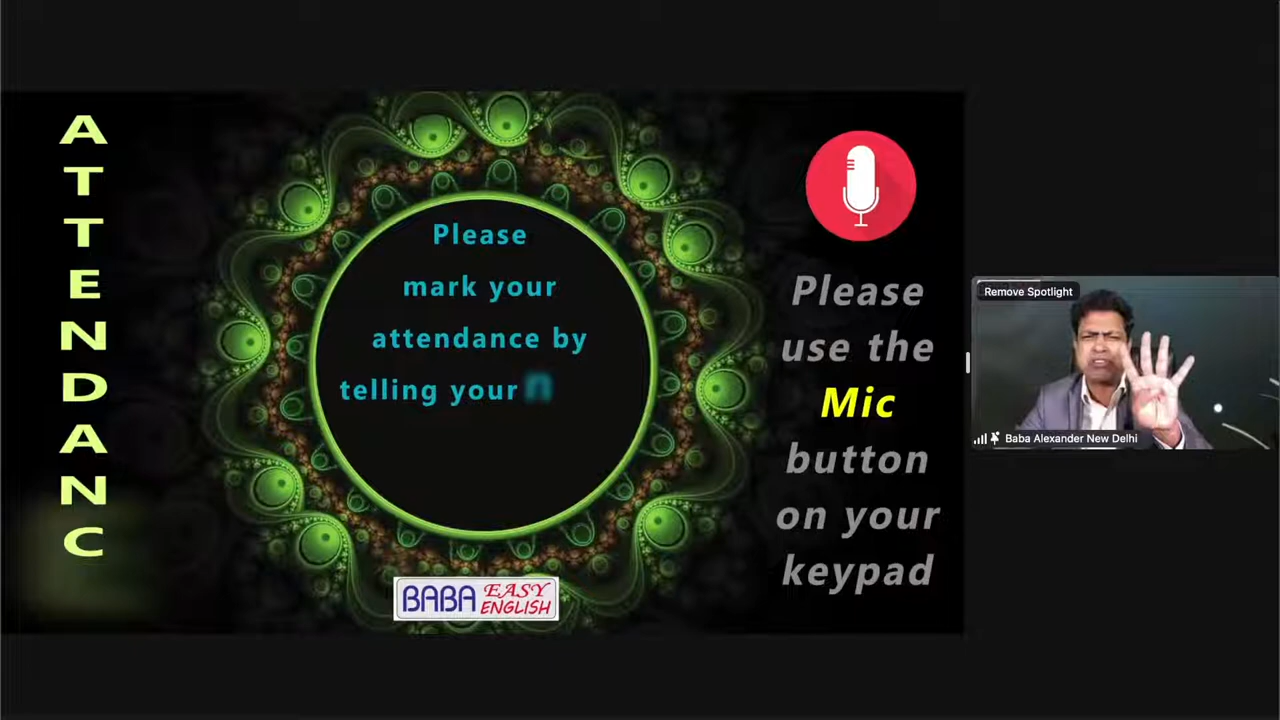 ATTENDANC
Please
mark your
attendance by
telling your n
BABA EASY
ENGLISH
Please
use the
Mic
button
on your
keypad
Remove Spotlight
Baba Alexander New Delhi